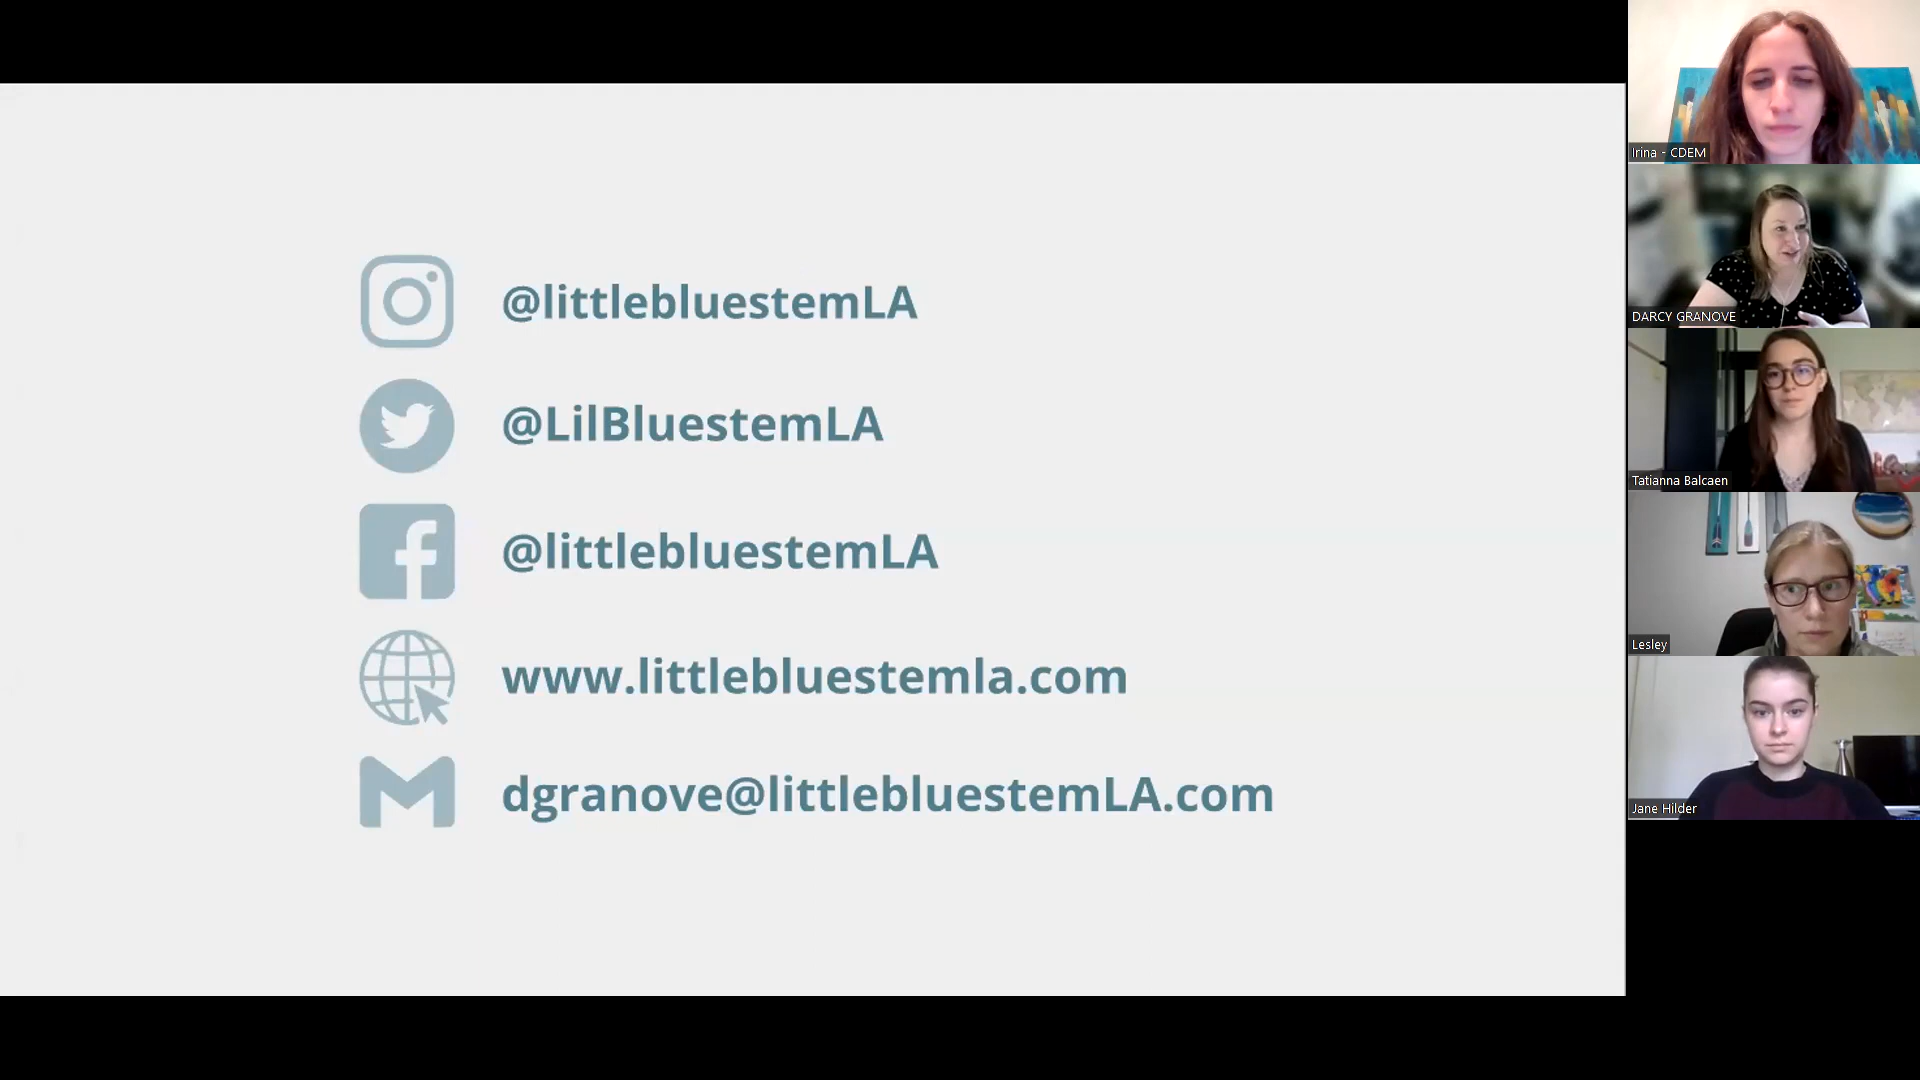 @littlebluestemLA
@LilBluestemLA
@littlebluestemLA
www.littlebluestemla.com
dgranove@littlebluestemLA.com
Irina - CDEM
DARCY GRANOVE
Tatianna Balcaen
Lesley
Jane Hilder